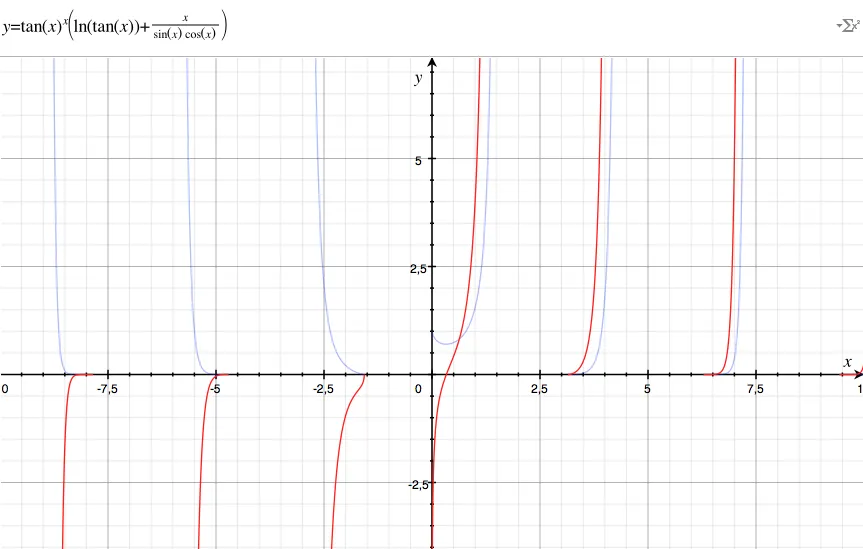 y=tan(x)^x(ln(tan(x))+x/(sin(x) cos(x)))
Σx²
y
5
2,5
x
0 -7,5 -5 -2,5 0 2,5 5 7,5 1
-2,5